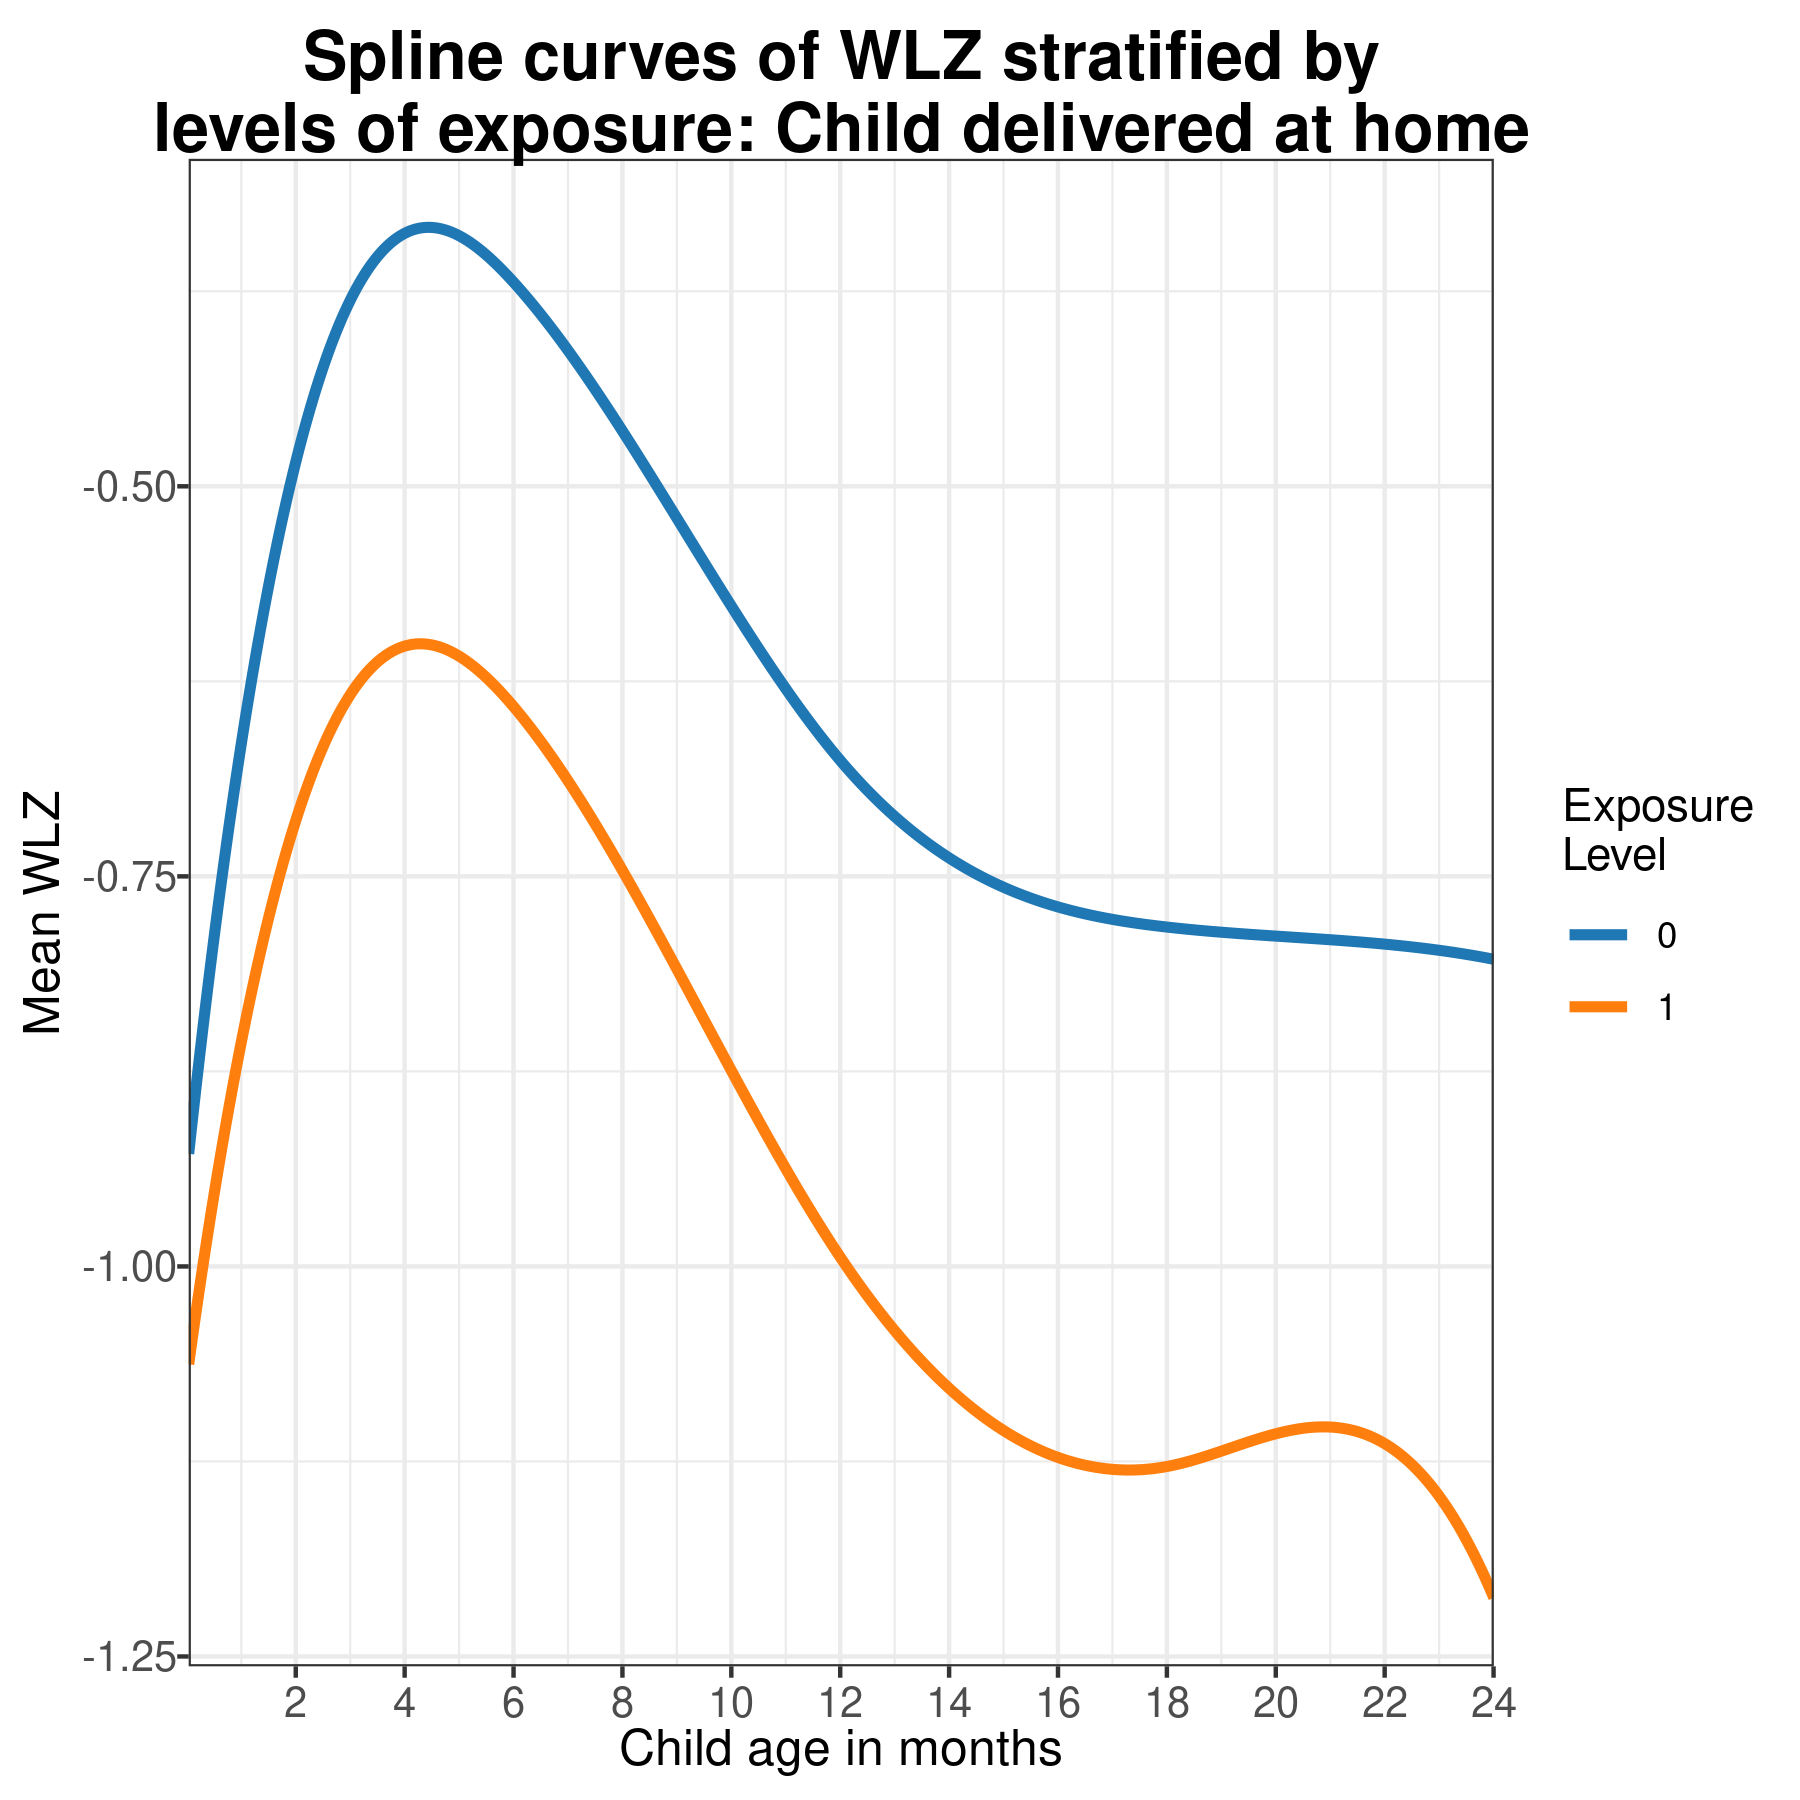 Spline curves of WLZ stratified by
levels of exposure: Child delivered at home
Mean WLZ
-0.50
-0.75
-1.00
-1.25
2 4 6 8 10 12 14 16 18 20 22 24
Child age in months
Exposure
Level
0
1